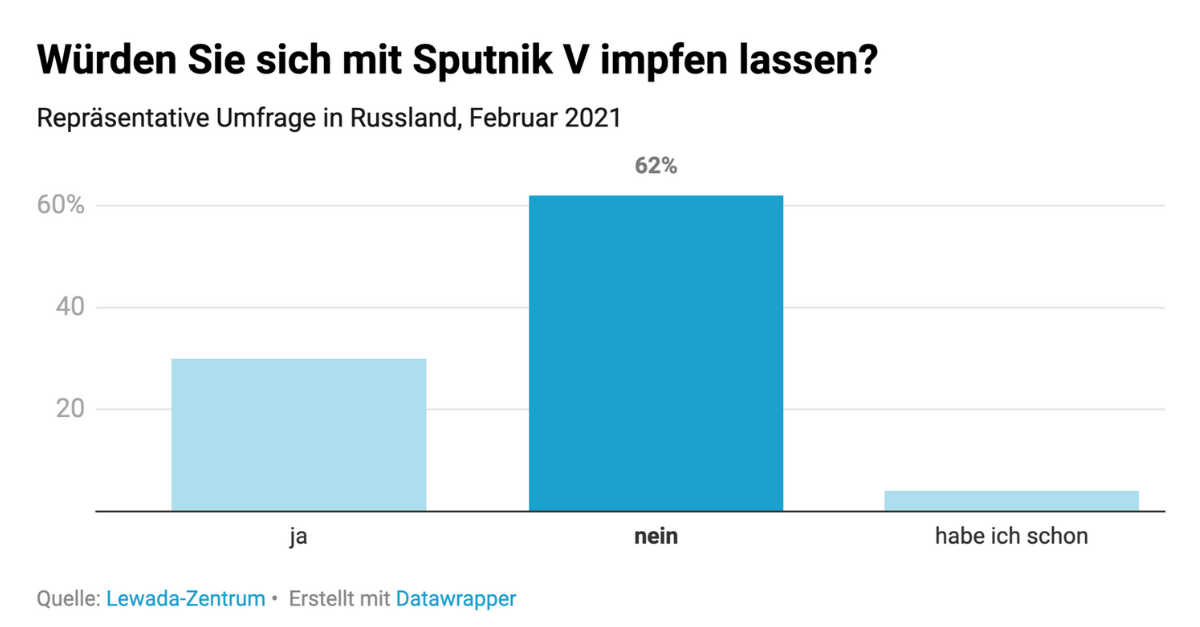 Würden Sie sich mit Sputnik V impfen lassen?
Repräsentative Umfrage in Russland, Februar 2021
62%
60%
40
20
ja
nein
habe ich schon
Quelle: Lewada-Zentrum • Erstellt mit Datawrapper